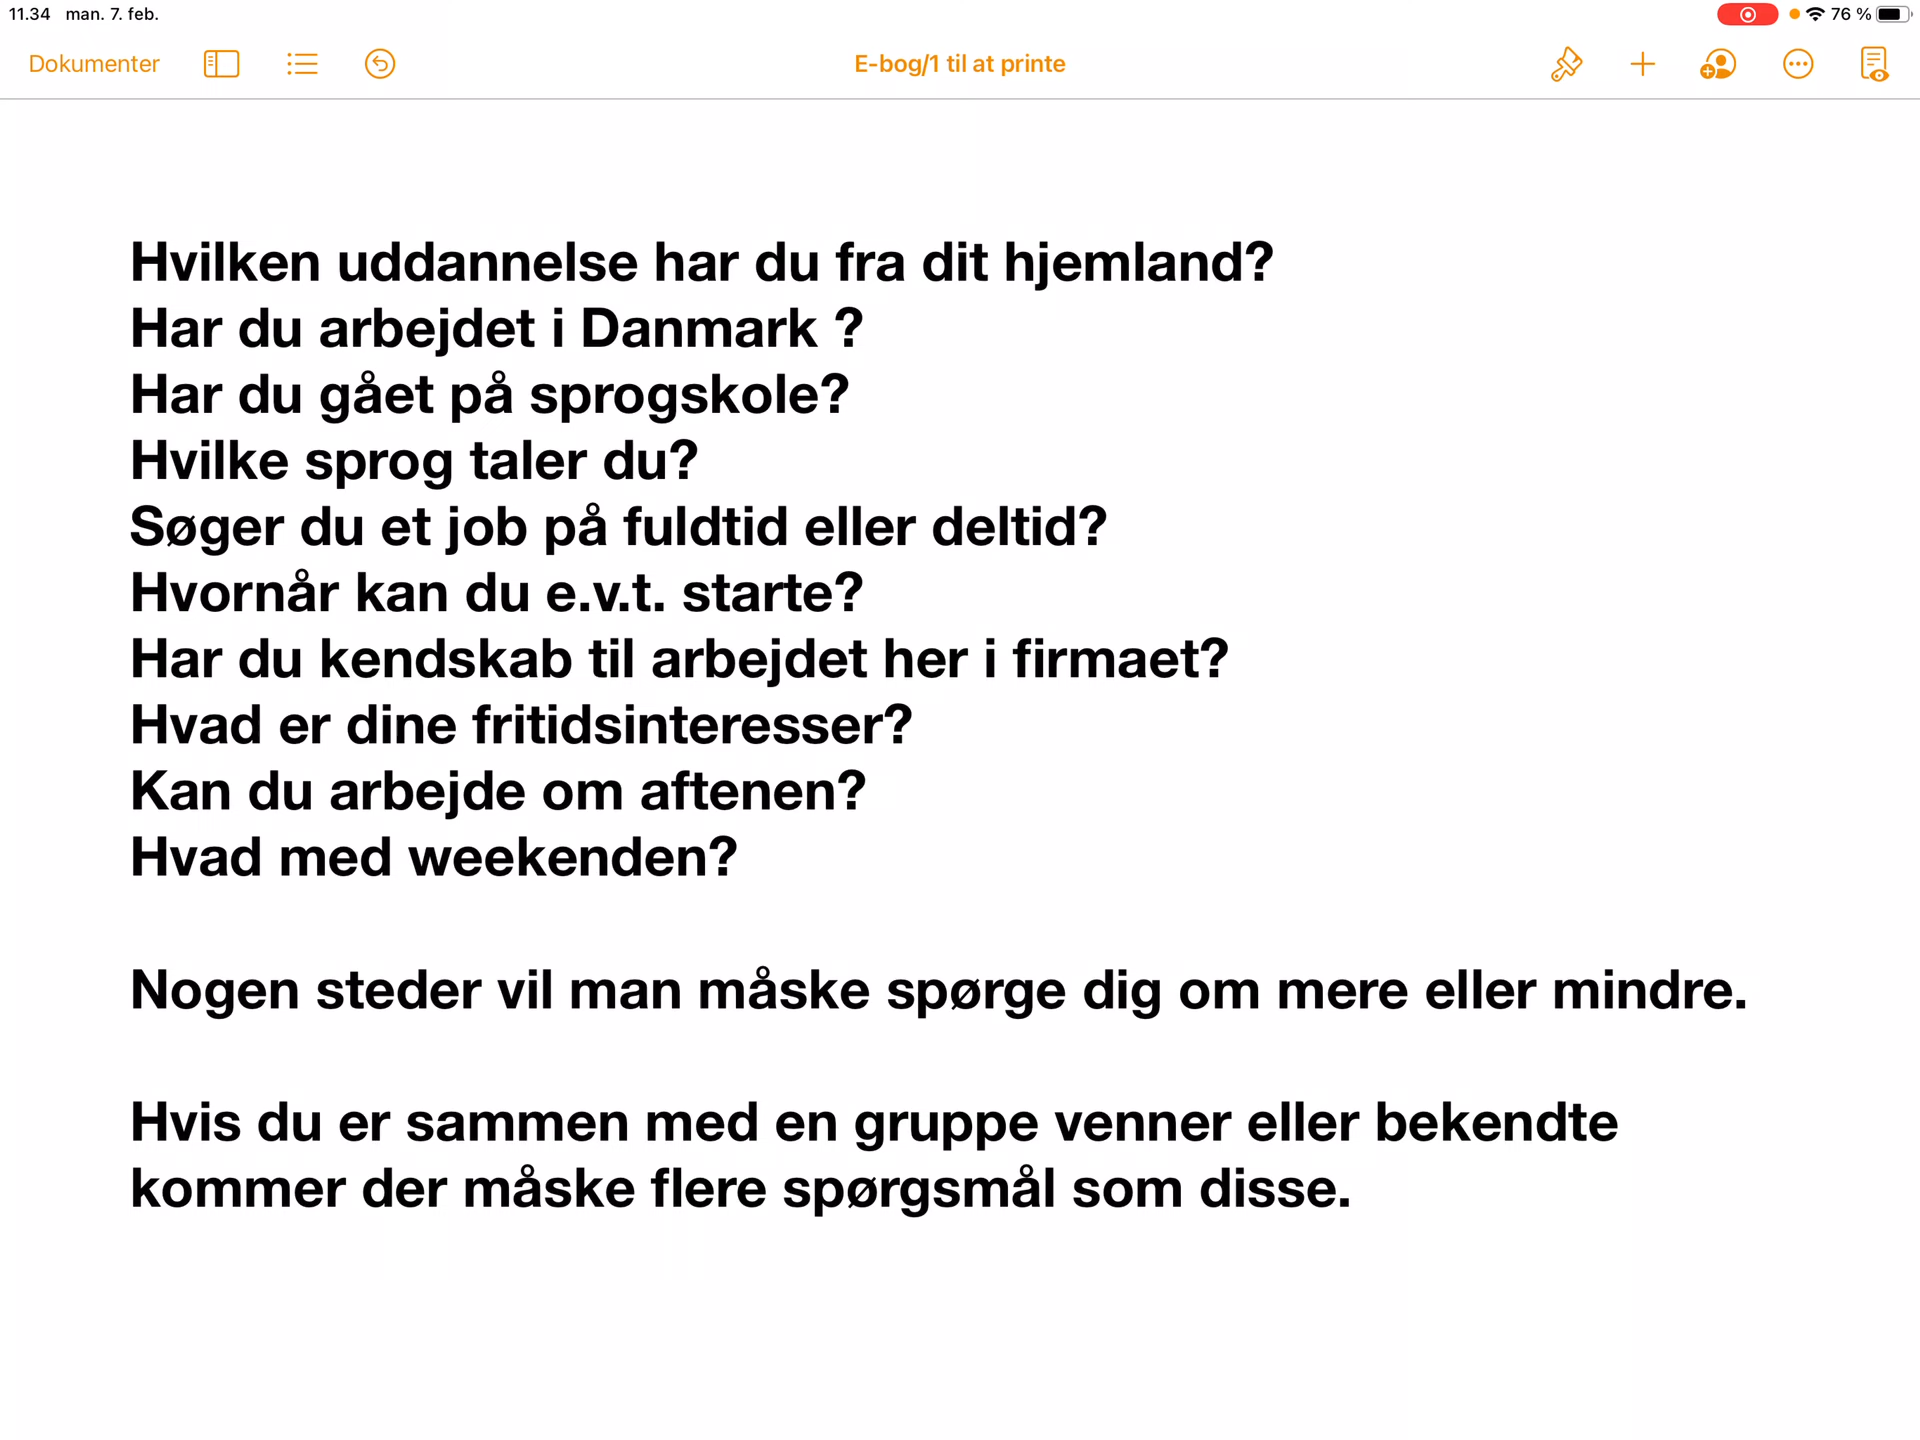 11.34 man. 7. feb. 76 %
Dokumenter E-bog/1 til at printe
Hvilken uddannelse har du fra dit hjemland?
Har du arbejdet i Danmark ?
Har du gået på sprogskole?
Hvilke sprog taler du?
Søger du et job på fuldtid eller deltid?
Hvornår kan du e.v.t. starte?
Har du kendskab til arbejdet her i firmaet?
Hvad er dine fritidsinteresser?
Kan du arbejde om aftenen?
Hvad med weekenden?
Nogen steder vil man måske spørge dig om mere eller mindre.
Hvis du er sammen med en gruppe venner eller bekendte
kommer der måske flere spørgsmål som disse.